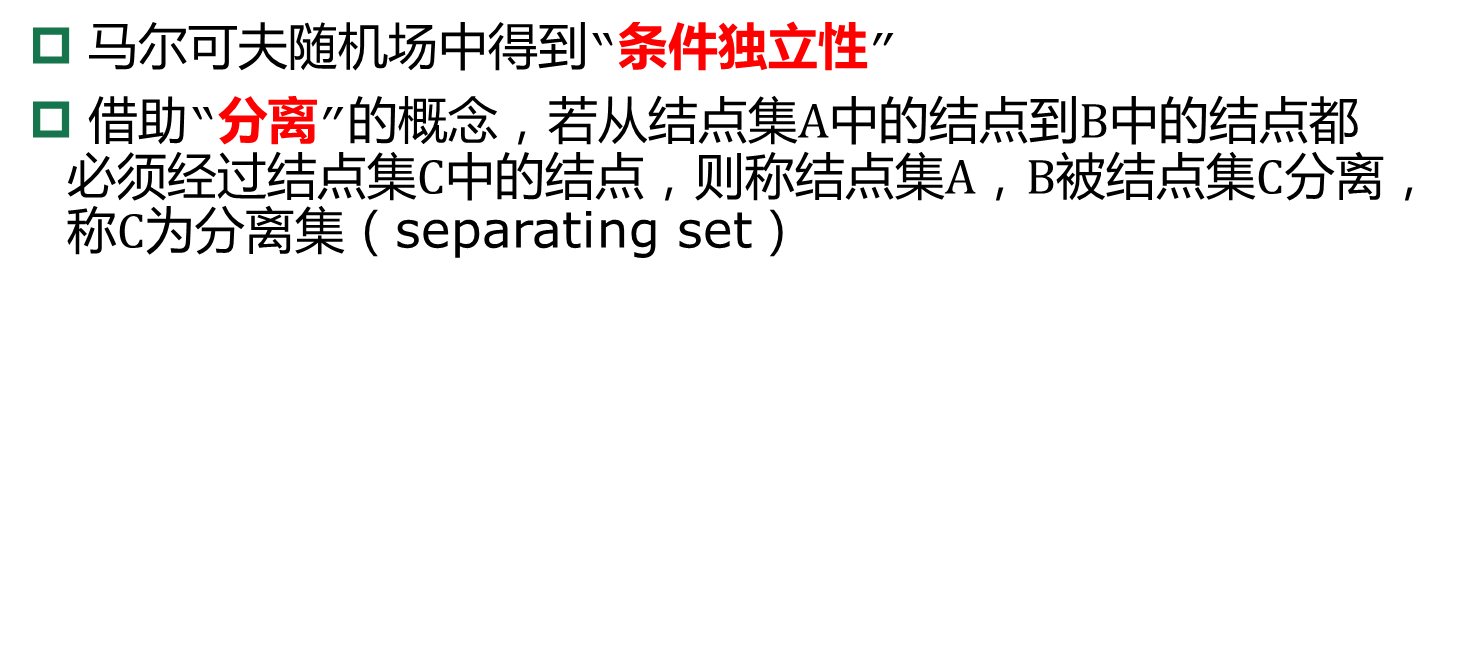 马尔可夫随机场中得到“条件独立性”
借助“分离”的概念，若从结点集A中的结点到B中的结点都
必须经过结点集C中的结点，则称结点集A，B被结点集C分离，
称C为分离集（separating set）